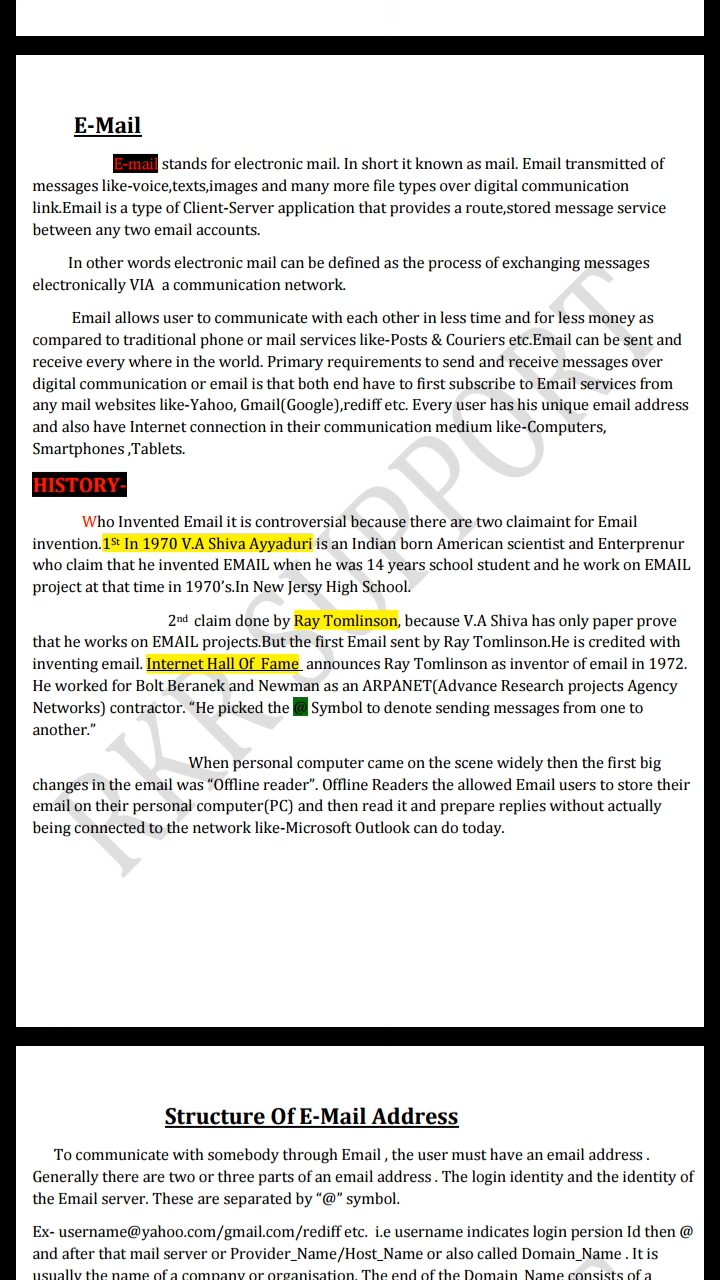 E-Mail
E-mail stands for electronic mail. In short it known as mail. Email transmitted of
messages like-voice,texts,images and many more file types over digital communication
link.Email is a type of Client-Server application that provides a route,stored message service
between any two email accounts.
In other words electronic mail can be defined as the process of exchanging messages
electronically VIA a communication network.
Email allows user to communicate with each other in less time and for less money as
compared to traditional phone or mail services like-Posts & Couriers etc.Email can be sent and
receive every where in the world. Primary requirements to send and receive messages over
digital communication or email is that both end have to first subscribe to Email services from
any mail websites like-Yahoo, Gmail(Google),rediff etc. Every user has his unique email address
and also have Internet connection in their communication medium like-Computers,
Smartphones ,Tablets.
HISTORY-
Who Invented Email it is controversial because there are two claimaint for Email
invention.1St In 1970 V.A Shiva Ayyaduri is an Indian born American scientist and Enterprenur
who claim that he invented EMAIL when he was 14 years school student and he work on EMAIL
project at that time in 1970's.In New Jersy High School.
2nd claim done by Ray Tomlinson, because V.A Shiva has only paper prove
that he works on EMAIL projects.But the first Email sent by Ray Tomlinson.He is credited with
inventing email. Internet Hall Of Fame announces Ray Tomlinson as inventor of email in 1972.
He worked for Bolt Beranek and Newman as an ARPANET(Advance Research projects Agency
Networks) contractor. “He picked the @ Symbol to denote sending messages from one to
another.”
When personal computer came on the scene widely then the first big
changes in the email was “Offline reader”. Offline Readers the allowed Email users to store their
email on their personal computer(PC) and then read it and prepare replies without actually
being connected to the network like-Microsoft Outlook can do today.
RKR SUPPORT
Structure Of E-Mail Address
To communicate with somebody through Email , the user must have an email address .
Generally there are two or three parts of an email address . The login identity and the identity of
the Email server. These are separated by “@” symbol.
Ex- username@yahoo.com/gmail.com/rediff etc. i.e username indicates login persion Id then @
and after that mail server or Provider_Name/Host_Name or also called Domain_Name . It is
usually the name of a company or organisation. The end of the Domain_Name consists of a